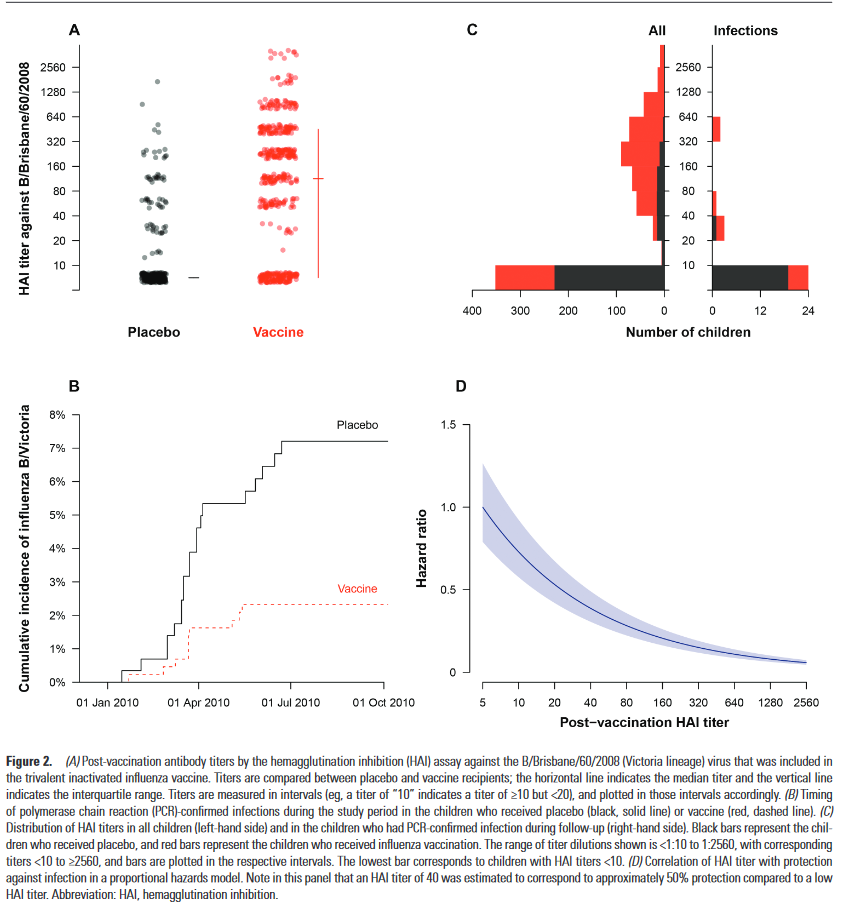 A
HAI titer against B/Brisbane/60/2008
2560
1280
640
320
160
80
40
20
10
Placebo
Vaccine
C
All
Infections
2560
1280
640
320
160
80
40
20
10
400 300 200 100 0 0 12 24
Number of children
B
Cumulative incidence of influenza B/Victoria
8%
7%
6%
5%
4%
3%
2%
1%
0%
Placebo
Vaccine
01 Jan 2010 01 Apr 2010 01 Jul 2010 01 Oct 2010
D
Hazard ratio
1.5
1.0
0.5
0
5 10 20 40 80 160 320 640 1280 2560
Post−vaccination HAI titer
Figure 2. (A) Post-vaccination antibody titers by the hemagglutination inhibition (HAI) assay against the B/Brisbane/60/2008 (Victoria lineage) virus that was included in
the trivalent inactivated influenza vaccine. Titers are compared between placebo and vaccine recipients; the horizontal line indicates the median titer and the vertical line
indicates the interquartile range. Titers are measured in intervals (eg, a titer of "10" indicates a titer of ≥10 but <20), and plotted in those intervals accordingly. (B) Timing
of polymerase chain reaction (PCR)-confirmed infections during the study period in the children who received placebo (black, solid line) or vaccine (red, dashed line). (C)
Distribution of HAI titers in all children (left-hand side) and in the children who had PCR-confirmed infection during follow-up (right-hand side). Black bars represent the chil-
dren who received placebo, and red bars represent the children who received influenza vaccination. The range of titer dilutions shown is <1:10 to 1:2560, with corresponding
titers <10 to ≥2560, and bars are plotted in the respective intervals. The lowest bar corresponds to children with HAI titers <10. (D) Correlation of HAI titer with protection
against infection in a proportional hazards model. Note in this panel that an HAI titer of 40 was estimated to correspond to approximately 50% protection compared to a low
HAI titer. Abbreviation: HAI, hemagglutination inhibition.